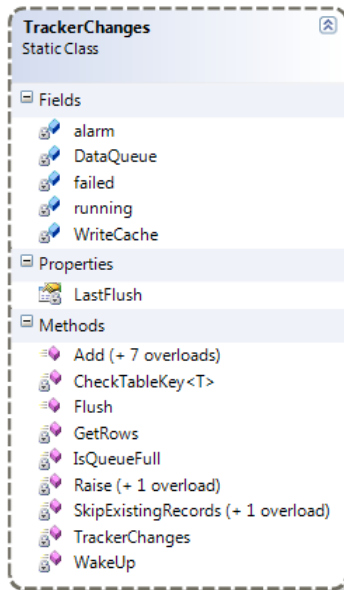 TrackerChanges
Static Class
Fields
alarm
DataQueue
failed
running
WriteCache
Properties
LastFlush
Methods
Add (+ 7 overloads)
CheckTableKey<T>
Flush
GetRows
IsQueueFull
Raise (+ 1 overload)
SkipExistingRecords (+ 1 overload)
TrackerChanges
WakeUp